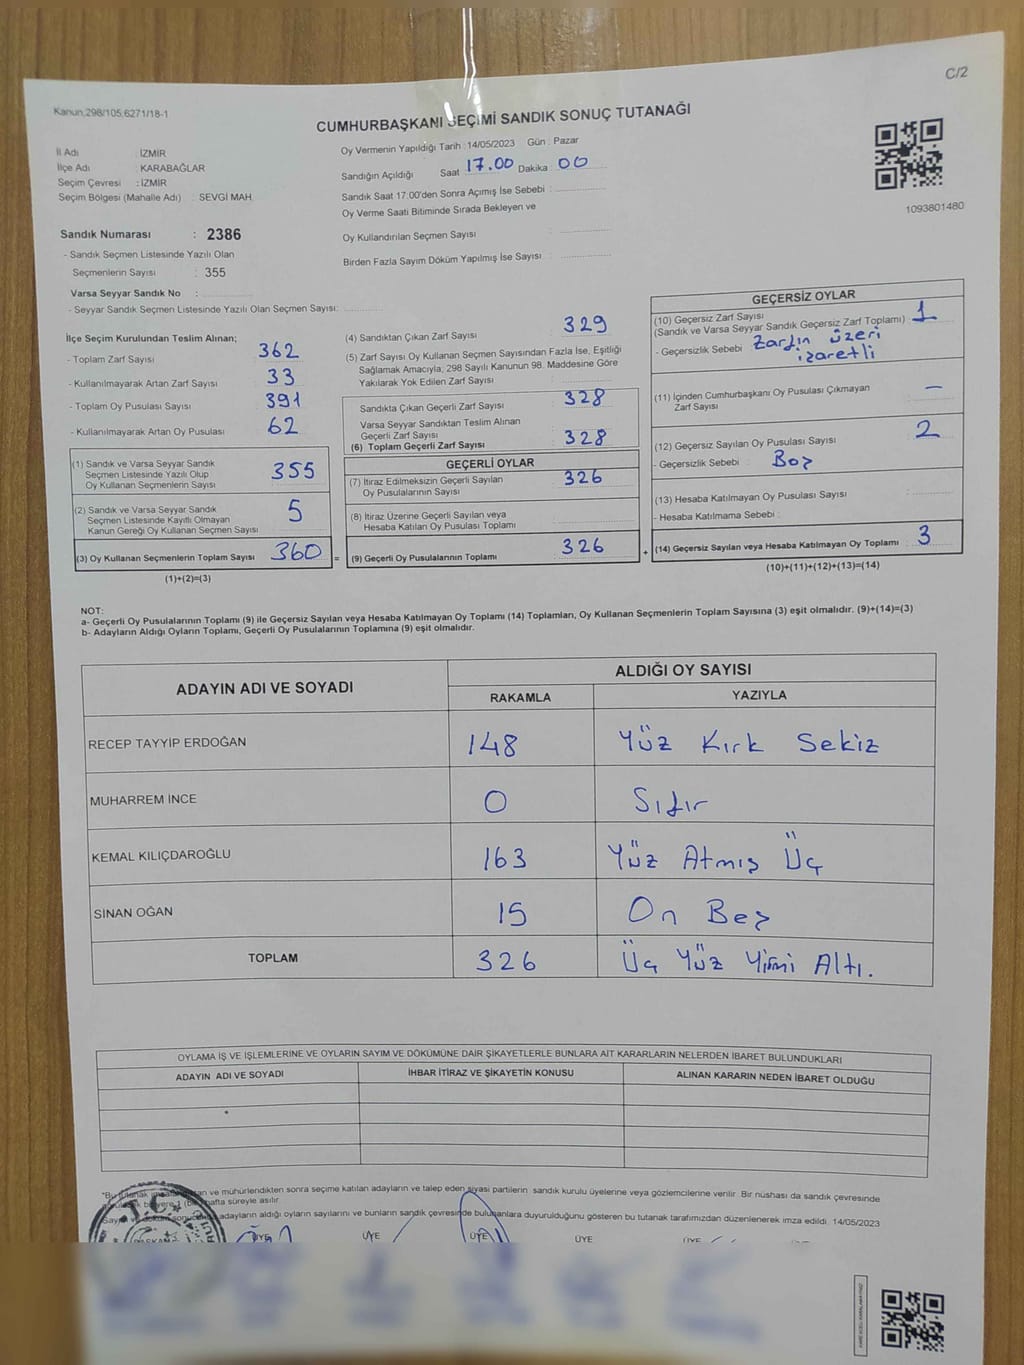 C/2
Kanun,298/105,6271/18-1
CUMHURBAŞKANI SEÇİMİ SANDIK SONUÇ TUTANAĞI
İl Adı : İZMİR
İlçe Adı : KARABAĞLAR
Seçim Çevresi : İZMİR
Seçim Bölgesi (Mahalle Adı) : SEVGİ MAH.
Sandık Numarası : 2386
- Sandık Seçmen Listesinde Yazılı Olan
Seçmenlerin Sayısı : 355
Varsa Seyyar Sandık No :
- Seyyar Sandık Seçmen Listesinde Yazılı Olan Seçmen Sayısı:
Oy Vermenin Yapıldığı Tarih : 14/05/2023 Gün : Pazar
Sandığın Açıldığı Saat 17.00 Dakika 00
Sandık Saat 17:00'den Sonra Açımış İse Sebebi :
Oy Verme Saati Bitiminde Sırada Bekleyen ve
Oy Kullandırılan Seçmen Sayısı :
Birden Fazla Sayım Döküm Yapılmış İse Sayısı :
1093801480
İlçe Seçim Kurulundan Teslim Alınan;
- Toplam Zarf Sayısı : 362
- Kullanılmayarak Artan Zarf Sayısı : 33
- Toplam Oy Pusulası Sayısı : 391
- Kullanılmayarak Artan Oy Pusulası : 62
(1) Sandık ve Varsa Seyyar Sandık
Seçmen Listesinde Yazılı Olup
Oy Kullanan Seçmenlerin Sayısı : 355
(2) Sandık ve Varsa Seyyar Sandık
Seçmen Listesinde Kayıtlı Olmayan
Kanun Gereği Oy Kullanan Seçmen Sayısı : 5
(3) Oy Kullanan Seçmenlerin Toplam Sayısı : 360
(1)+(2)=(3)
(4) Sandıktan Çıkan Zarf Sayısı : 329
(5) Zarf Sayısı Oy Kullanan Seçmen Sayısından Fazla İse, Eşitliği
Sağlamak Amacıyla; 298 Sayılı Kanunun 98. Maddesine Göre
Yakılarak Yok Edilen Zarf Sayısı :
Sandıkta Çıkan Geçerli Zarf Sayısı : 328
Varsa Seyyar Sandıktan Teslim Alınan
Geçerli Zarf Sayısı :
(6) Toplam Geçerli Zarf Sayısı : 328
GEÇERLİ OYLAR
(7) İtiraz Edilmeksizin Geçerli Sayılan
Oy Pusulalarının Sayısı : 326
(8) İtiraz Üzerine Geçerli Sayılan veya
Hesaba Katılan Oy Pusulaları Toplamı :
= (9) Geçerli Oy Pusulalarının Toplamı : 326
GEÇERSİZ OYLAR
(10) Geçersiz Zarf Sayısı
(Sandık ve Varsa Seyyar Sandık Geçersiz Zarf Toplamı) : 1
- Geçersizlik Sebebi : Zarfın üzeri
izaretli
(11) İçinden Cumhurbaşkanı Oy Pusulası Çıkmayan
Zarf Sayısı : —
(12) Geçersiz Sayılan Oy Pusulası Sayısı : 2
- Geçersizlik Sebebi : Boş
(13) Hesaba Katılmayan Oy Pusulası Sayısı :
- Hesaba Katılmama Sebebi :
+ (14) Geçersiz Sayılan veya Hesaba Katılmayan Oy Toplamı : 3
(10)+(11)+(12)+(13)=(14)
NOT:
a- Geçerli Oy Pusulalarının Toplamı (9) ile Geçersiz Sayılan veya Hesaba Katılmayan Oy Toplamı (14) Toplamları, Oy Kullanan Seçmenlerin Toplam Sayısına (3) eşit olmalıdır. (9)+(14)=(3)
b- Adayların Aldığı Oyların Toplamı, Geçerli Oy Pusulalarının Toplamına (9) eşit olmalıdır.
ADAYIN ADI VE SOYADI
ALDIĞI OY SAYISI
RAKAMLA YAZIYLA
RECEP TAYYİP ERDOĞAN 148 Yüz Kırk Sekiz
MUHARREM İNCE 0 Sıfır
KEMAL KILIÇDAROĞLU 163 Yüz Atmış Üç
SİNAN OĞAN 15 On Beş
TOPLAM 326 Üç Yüz Yirmi Altı.
OYLAMA İŞ VE İŞLEMLERİNE VE OYLARIN SAYIM VE DÖKÜMÜNE DAİR ŞİKAYETLERLE BUNLARA AİT KARARLARIN NELERDEN İBARET BULUNDUKLARI
ADAYIN ADI VE SOYADI İHBAR İTİRAZ VE ŞİKAYETİN KONUSU ALINAN KARARIN NEDEN İBARET OLDUĞU
ve mühürlendikten sonra seçime katılan adayların ve talep eden siyasi partilerin sandık kurulu üyelerine veya gözlemcilerine verilir. Bir nüshası da sandık çevresinde
hafta süreyle asılır.
adayların aldığı oyların sayılarını ve bunların sandık çevresinde bulunanlara duyurulduğunu gösteren bu tutanak tarafımızdan düzenlenerek imza edildi. 14/05/2023
ÜYE ÜYE ÜYE ÜYE